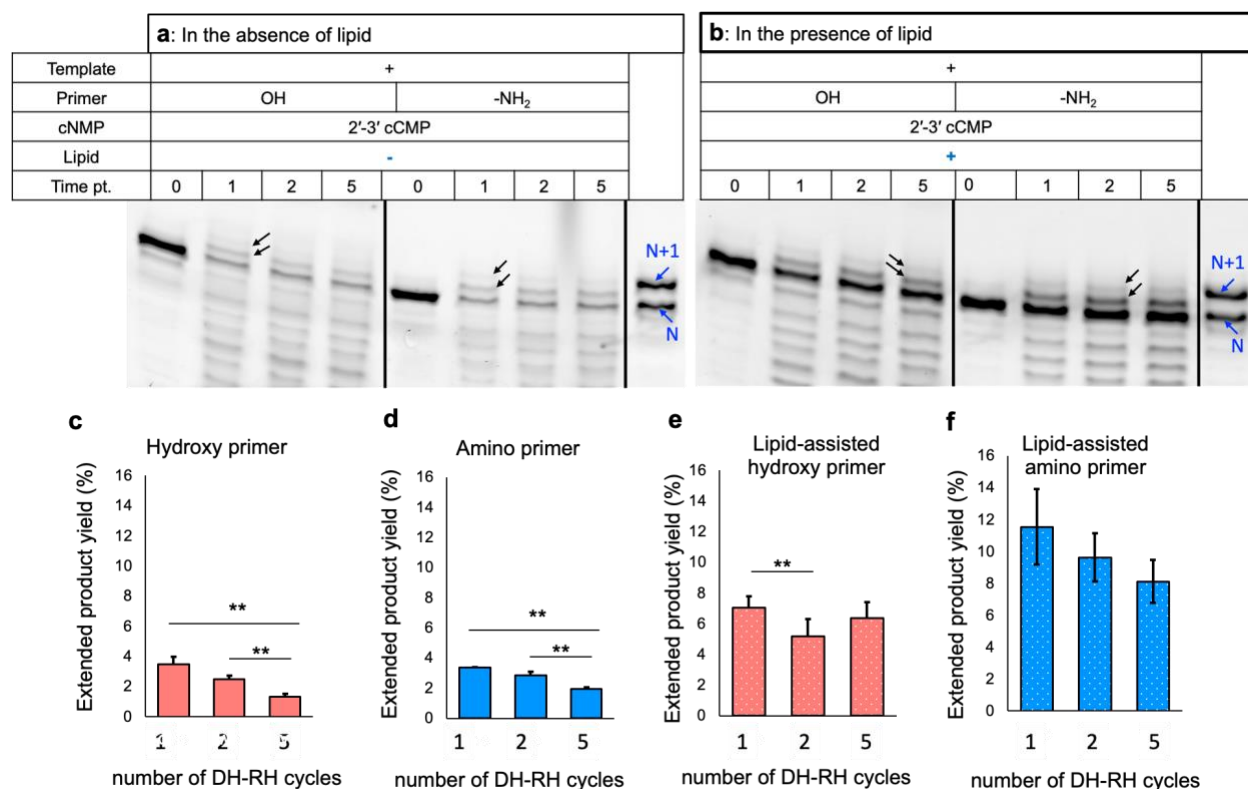 a: In the absence of lipid
Template +
Primer OH -NH₂
cNMP 2′-3′ cCMP
Lipid -
Time pt. 0 1 2 5 0 1 2 5
N+1
N
b: In the presence of lipid
+
OH -NH₂
2′-3′ cCMP
+
0 1 2 5 0 1 2 5
N+1
N
c
Hydroxy primer
Extended product yield (%)
16
14
12
10
8
6
4
2
0
**
**
1 2 5
number of DH-RH cycles
d
Amino primer
Extended product yield (%)
16
14
12
10
8
6
4
2
0
**
**
1 2 5
number of DH-RH cycles
e
Lipid-assisted
hydroxy primer
Extended product yield (%)
16
14
12
10
8
6
4
2
0
**
1 2 5
number of DH-RH cycles
f
Lipid-assisted
amino primer
Extended product yield (%)
16
14
12
10
8
6
4
2
0
1 2 5
number of DH-RH cycles